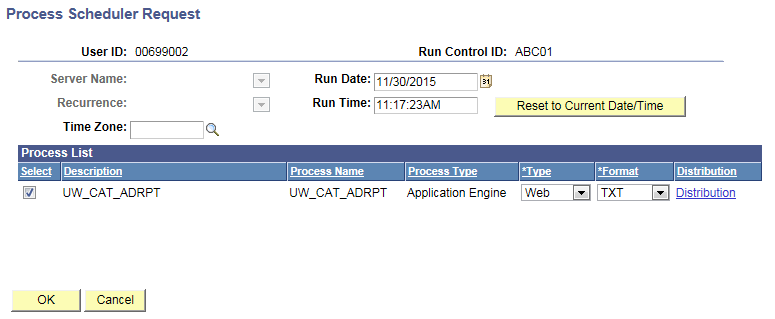 Process Scheduler Request
User ID: 00699002 Run Control ID: ABC01
Server Name: Run Date: 11/30/2015 31
Recurrence: Run Time: 11:17:23AM Reset to Current Date/Time
Time Zone:
Process List
Select Description Process Name Process Type *Type *Format Distribution
UW_CAT_ADRPT UW_CAT_ADRPT Application Engine Web TXT Distribution
OK Cancel